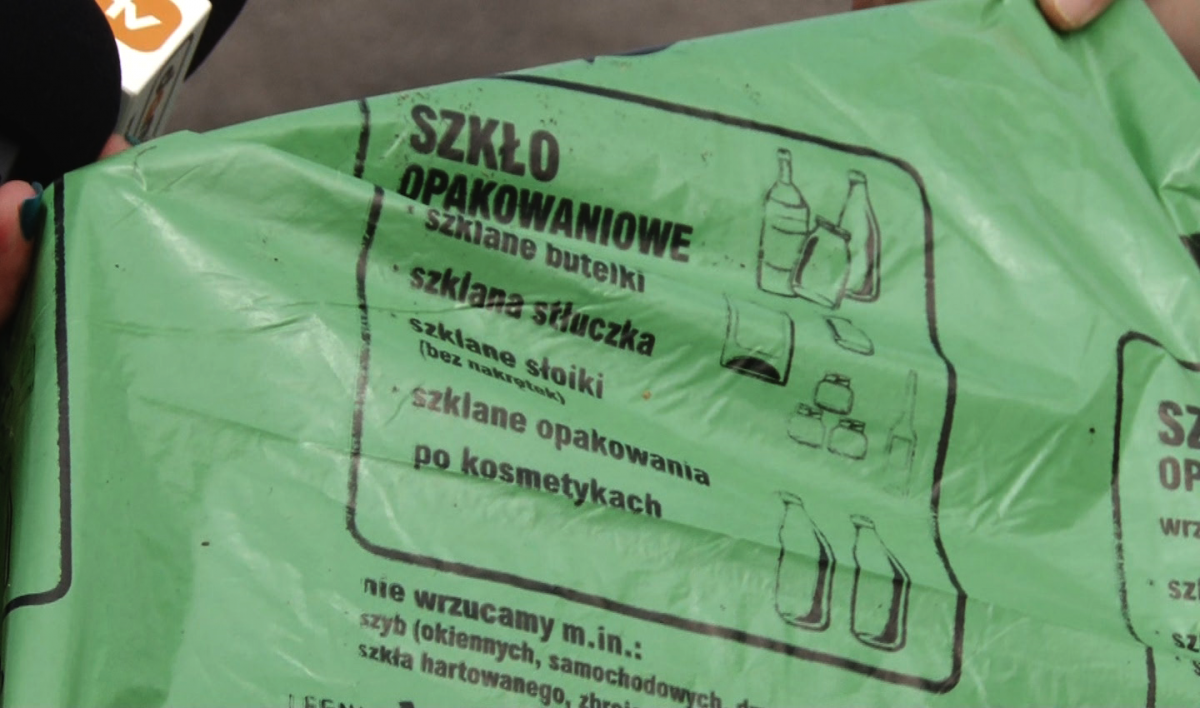 tv
SZKŁO
OPAKOWANIOWE
szklane butelki
szklana stłuczka
szklane słoiki
(bez nakrętek)
szklane opakowania
po kosmetykach
nie wrzucamy m.in.:
szyb (okiennych, samochodowych,
szkła hartowanego,
SZ
OP
wrz
sz
sz